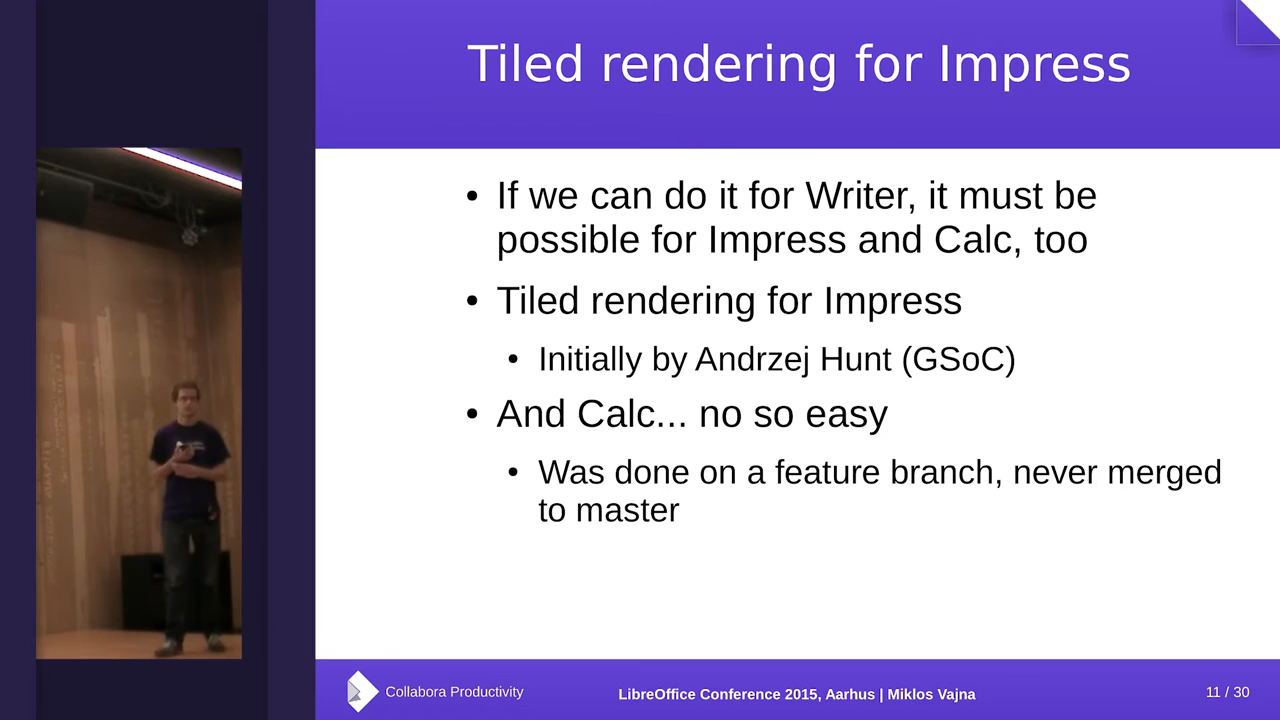 Tiled rendering for Impress
• If we can do it for Writer, it must be
possible for Impress and Calc, too
• Tiled rendering for Impress
• Initially by Andrzej Hunt (GSoC)
• And Calc... no so easy
• Was done on a feature branch, never merged
to master
Collabora Productivity
LibreOffice Conference 2015, Aarhus | Miklos Vajna
11 / 30